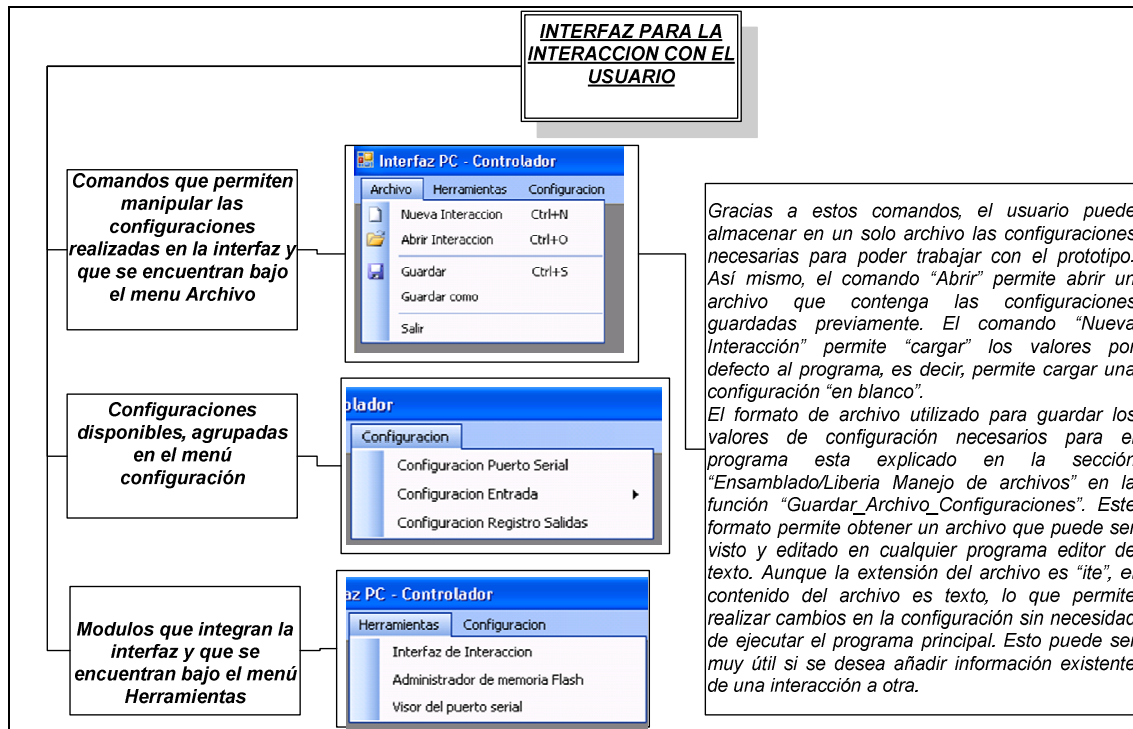 INTERFAZ PARA LA
INTERACCION CON EL
USUARIO
Comandos que permiten
manipular las
configuraciones
realizadas en la interfaz y
que se encuentran bajo
el menu Archivo
Interfaz PC - Controlador
Archivo Herramientas Configuracion
Nueva Interaccion Ctrl+N
Abrir Interaccion Ctrl+O
Guardar Ctrl+S
Guardar como
Salir
Gracias a estos comandos, el usuario puede
almacenar en un solo archivo las configuraciones
necesarias para poder trabajar con el prototipo.
Así mismo, el comando “Abrir” permite abrir un
archivo que contenga las configuraciones
guardadas previamente. El comando “Nueva
Interacción” permite “cargar” los valores por
defecto al programa, es decir, permite cargar una
configuración “en blanco”.
El formato de archivo utilizado para guardar los
valores de configuración necesarios para el
programa esta explicado en la sección
“Ensamblado/Liberia Manejo de archivos” en la
función “Guardar_Archivo_Configuraciones”. Este
formato permite obtener un archivo que puede ser
visto y editado en cualquier programa editor de
texto. Aunque la extensión del archivo es “ite”, el
contenido del archivo es texto, lo que permite
realizar cambios en la configuración sin necesidad
de ejecutar el programa principal. Esto puede ser
muy útil si se desea añadir información existente
de una interacción a otra.
Configuraciones
disponibles, agrupadas
en el menú
configuración
olador
Configuracion
Configuracion Puerto Serial
Configuracion Entrada
Configuracion Registro Salidas
Modulos que integran la
interfaz y que se
encuentran bajo el menú
Herramientas
az PC - Controlador
Herramientas Configuracion
Interfaz de Interaccion
Administrador de memoria Flash
Visor del puerto serial